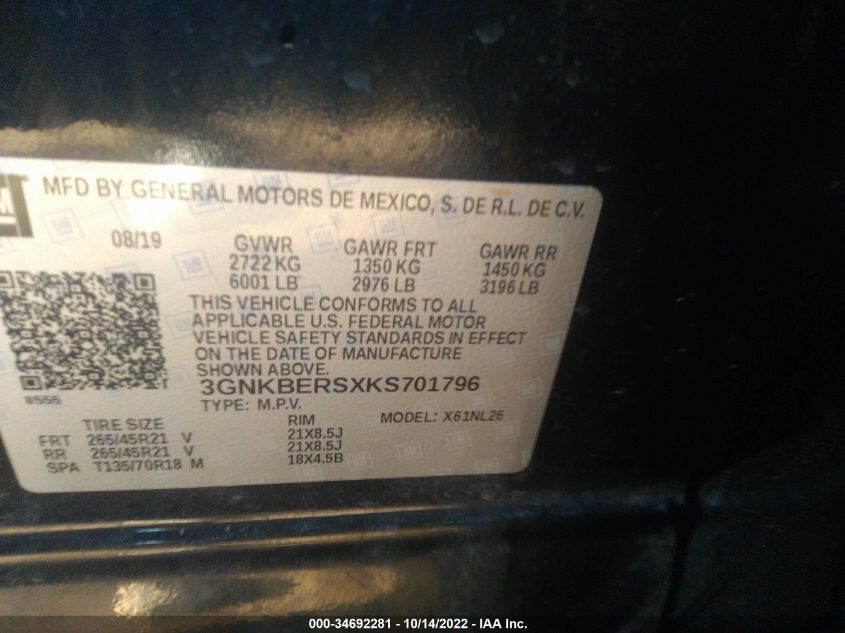 MFD BY GENERAL MOTORS DE MEXICO, S. DE R.L. DE C.V.
08/19 GVWR GAWR FRT GAWR RR
2722 KG 1350 KG 1450 KG
6001 LB 2976 LB 3196 LB
THIS VEHICLE CONFORMS TO ALL
APPLICABLE U.S. FEDERAL MOTOR
VEHICLE SAFETY STANDARDS IN EFFECT
ON THE DATE OF MANUFACTURE
SHOWN ABOVE.
3GNKBERSXKS701796
8555
TYPE: M.P.V. MODEL: X61NL26
TIRE SIZE RIM
FRT 265/45R21 V 21X8.5J
RR 265/45R21 V 21X8.5J
SPA T135/70R18 M 18X4.5B
000-34692281 - 10/14/2022 - IAA Inc.